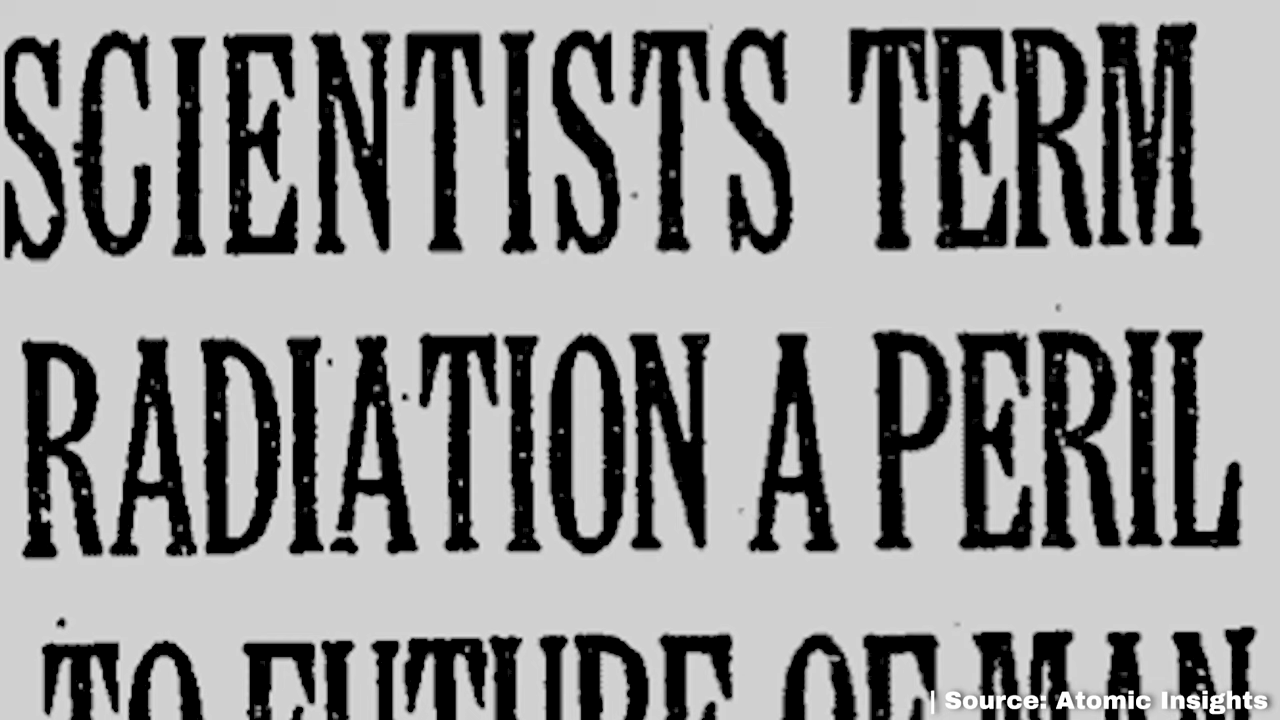 SCIENTISTS TERM
RADIATION A PERIL
TO FUTURE OF MAN
| Source: Atomic Insights